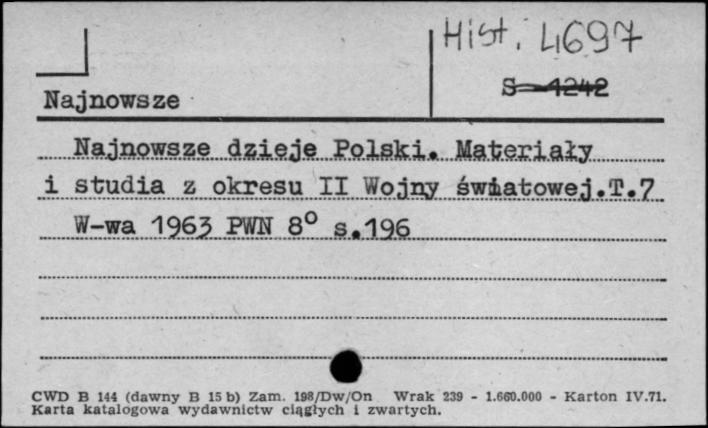 Hist. 4697
S-4242
Najnowsze
Najnowsze dzieje Polski. Materiały
i studia z okresu II Wojny światowej.T.7
W-wa 1963 PWN 8° s.196
CWD B 144 (dawny B 15 b) Zam. 198/Dw/On Wrak 239 - 1.660.000 - Karton IV.71.
Karta katalogowa wydawnictw ciągłych i zwartych.